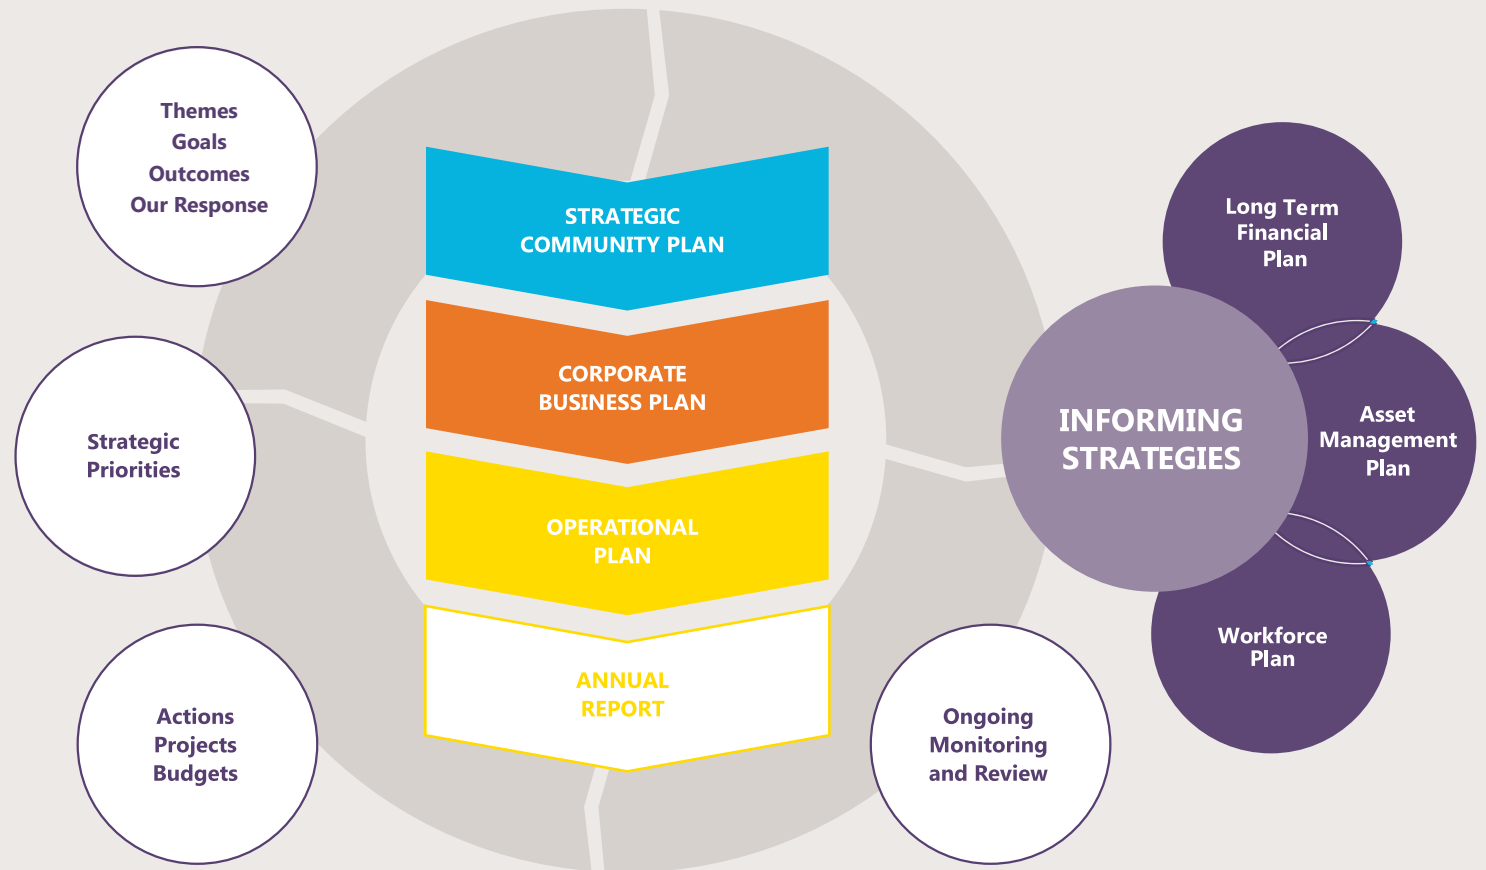 Themes
Goals
Outcomes
Our Response
Strategic
Priorities
Actions
Projects
Budgets
STRATEGIC
COMMUNITY PLAN
CORPORATE
BUSINESS PLAN
OPERATIONAL
PLAN
ANNUAL
REPORT
Ongoing
Monitoring
and Review
INFORMING
STRATEGIES
Long Term
Financial
Plan
Asset
Management
Plan
Workforce
Plan